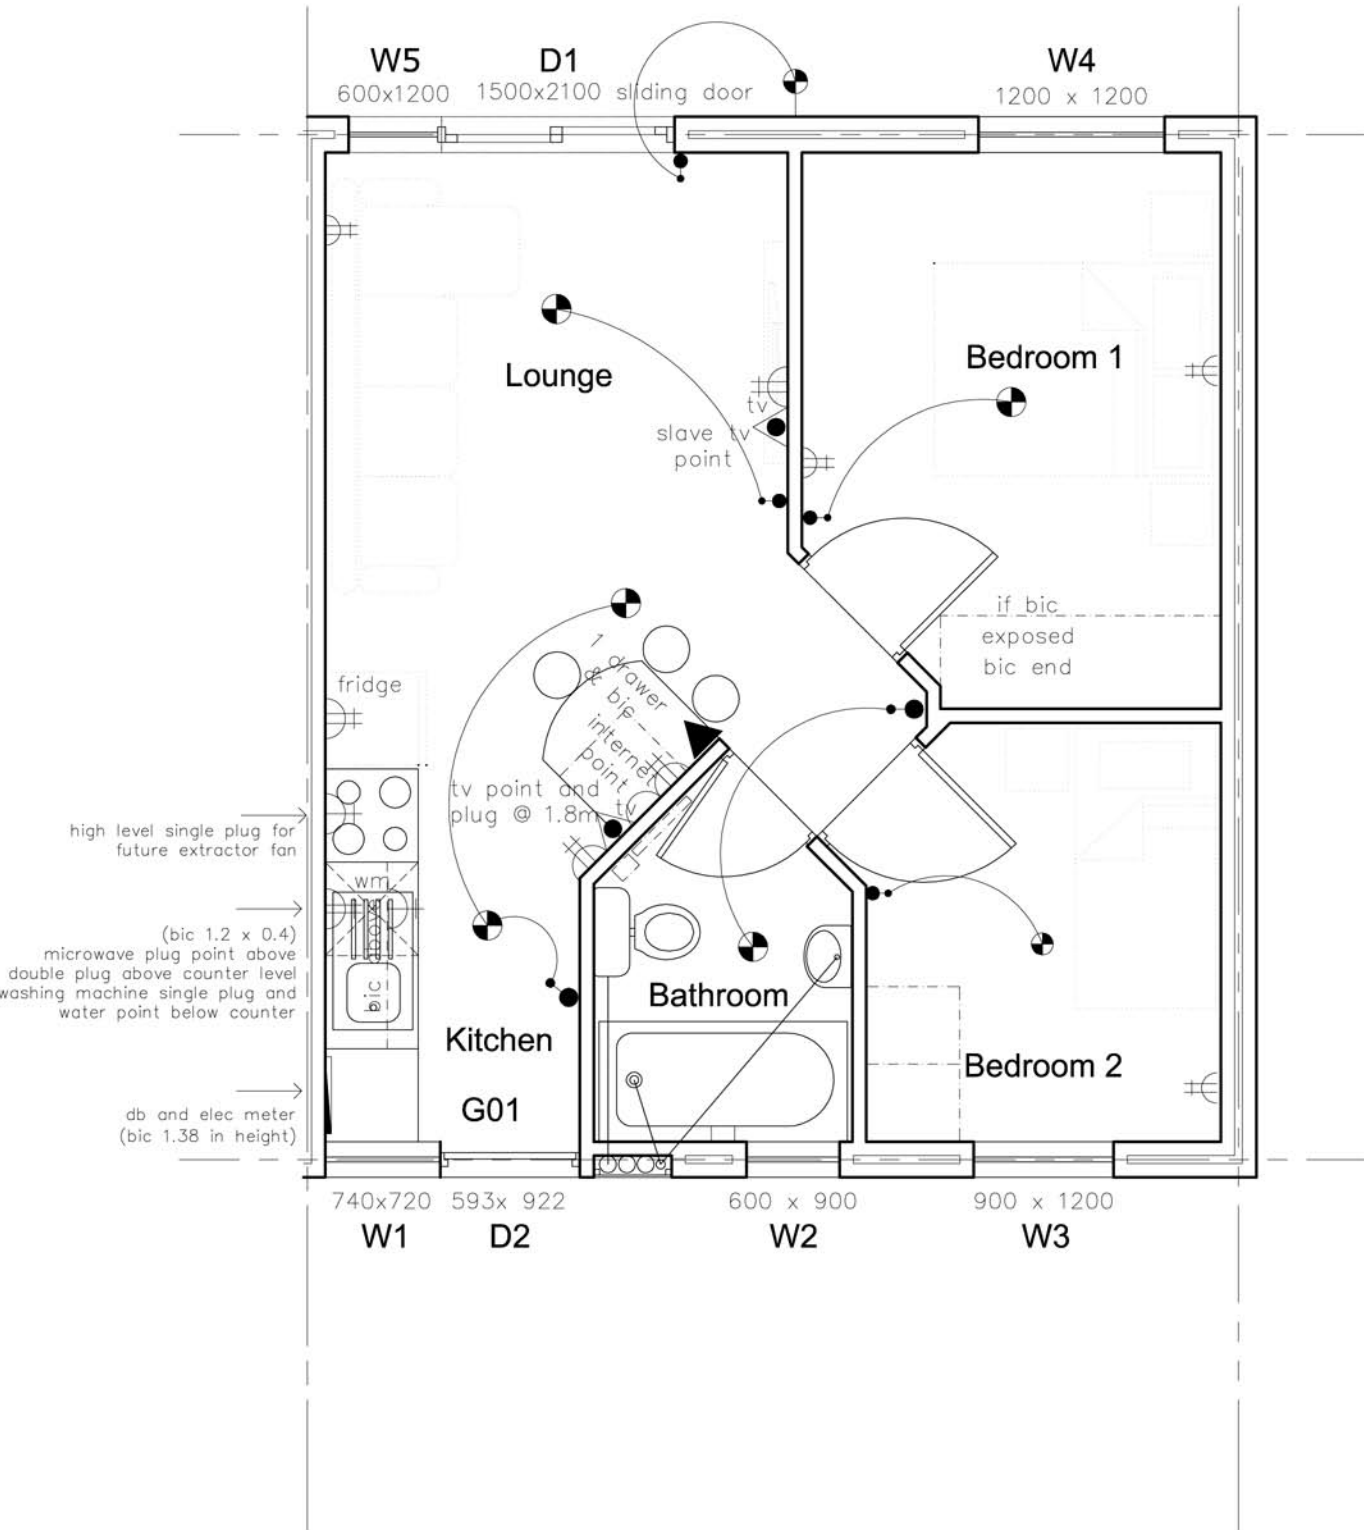 W5
D1
W4
600x1200
1500x2100 sliding door
1200 x 1200
Lounge
Bedroom 1
tv
slave tv
point
if bic
exposed
bic end
fridge
1 drawer
& bic
internet
point
tv point and
plug @ 1.8m
tv
high level single plug for
future extractor fan
wm
(bic 1.2 x 0.4)
microwave plug point above
double plug above counter level
washing machine single plug and
water point below counter
bic above
Bathroom
Kitchen
Bedroom 2
G01
db and elec meter
(bic 1.38 in height)
740x720
593x 922
600 x 900
900 x 1200
W1
D2
W2
W3